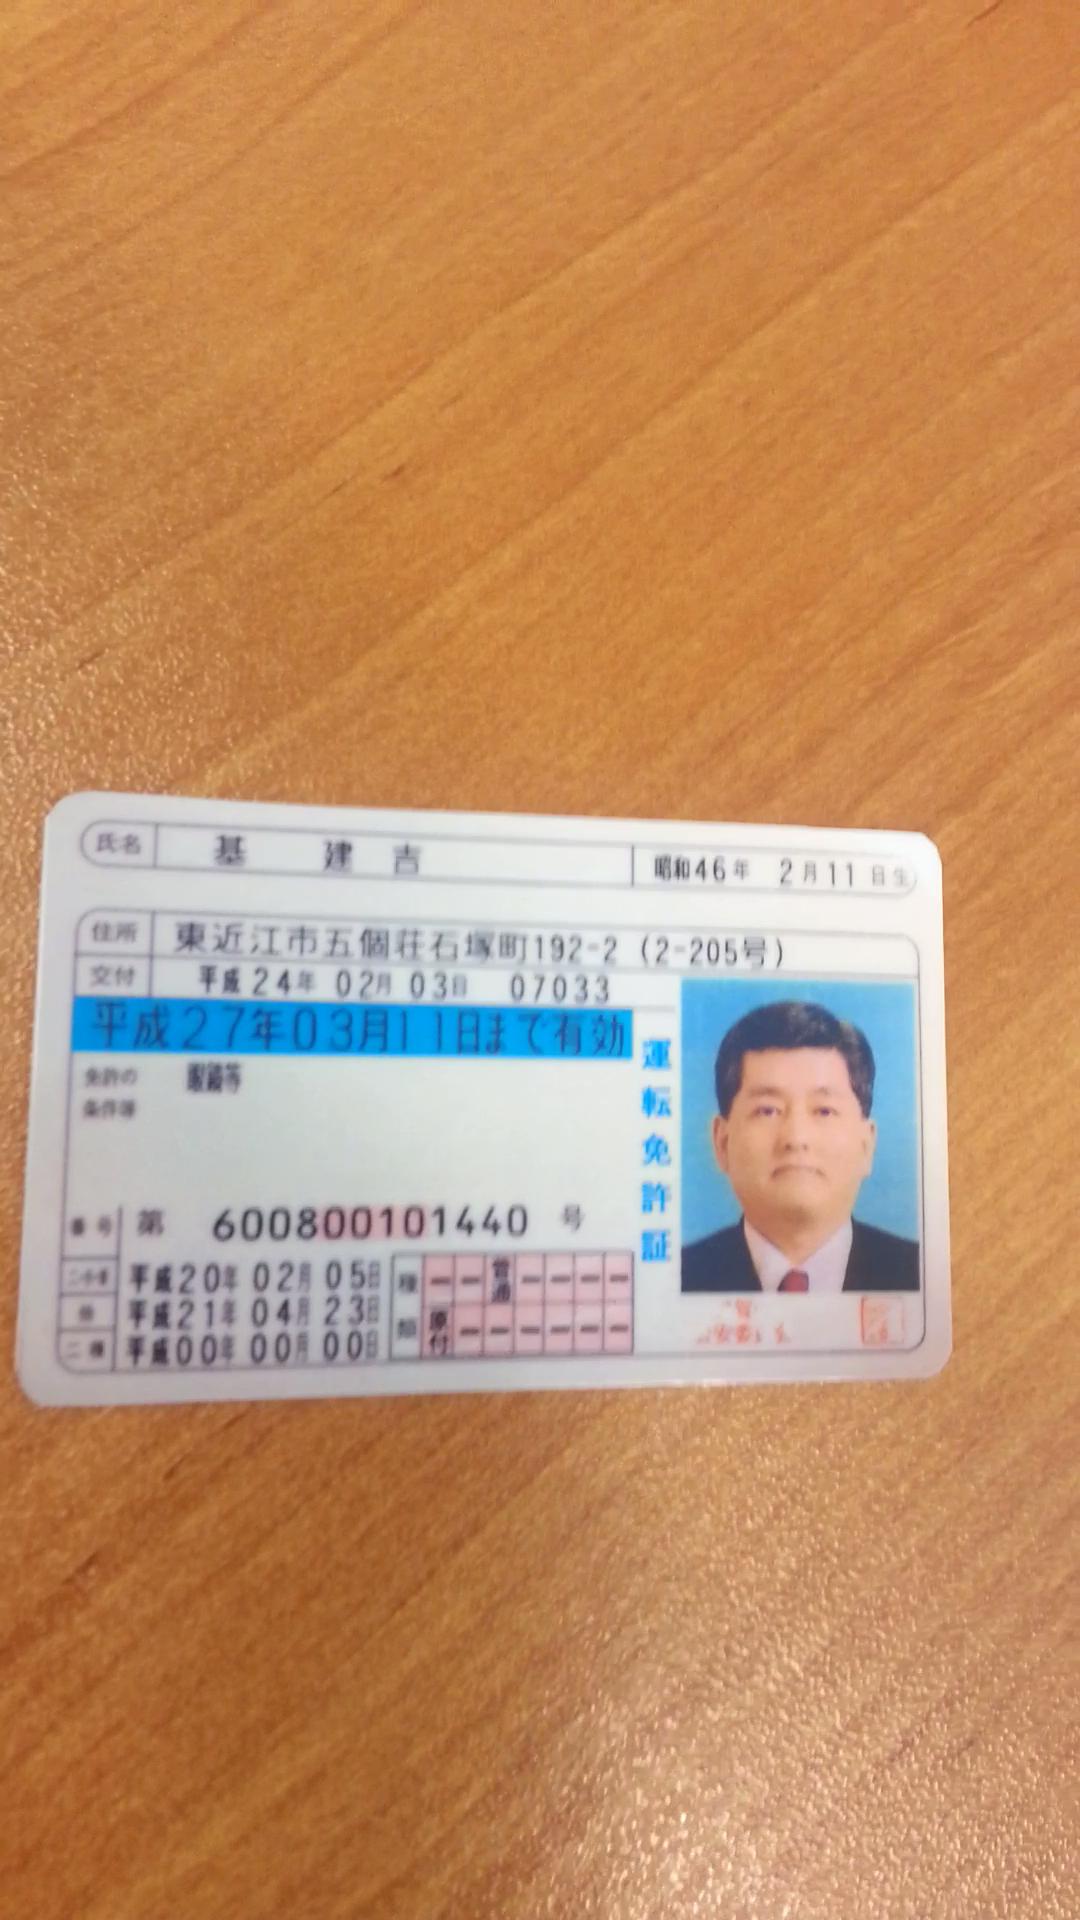 氏名 基 建 吉 昭和46年 2月11日生
住所 東近江市五個荘石塚町192-2 (2-205号)
交付 平成24年 02月 03日 07033
平成27年03月11日まで有効
免許の
条件等
眼鏡等
運転免許証
番号 第 600800101440 号
二小原 平成20年 02月 05日
他 平成21年 04月 23日
二種 平成00年 00月 00日
種類
普通
原付